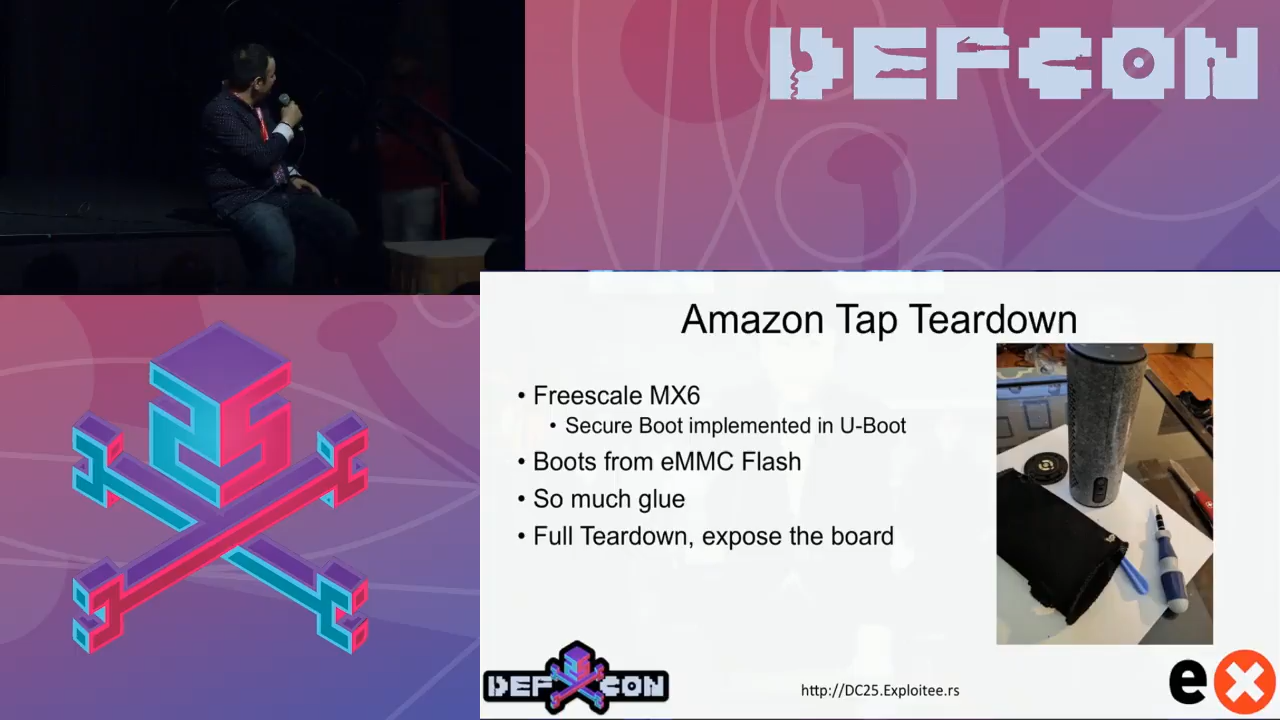 DEFCON
Amazon Tap Teardown
• Freescale MX6
• Secure Boot implemented in U-Boot
• Boots from eMMC Flash
• So much glue
• Full Teardown, expose the board
DEF CON
http://DC25.Exploitee.rs
e